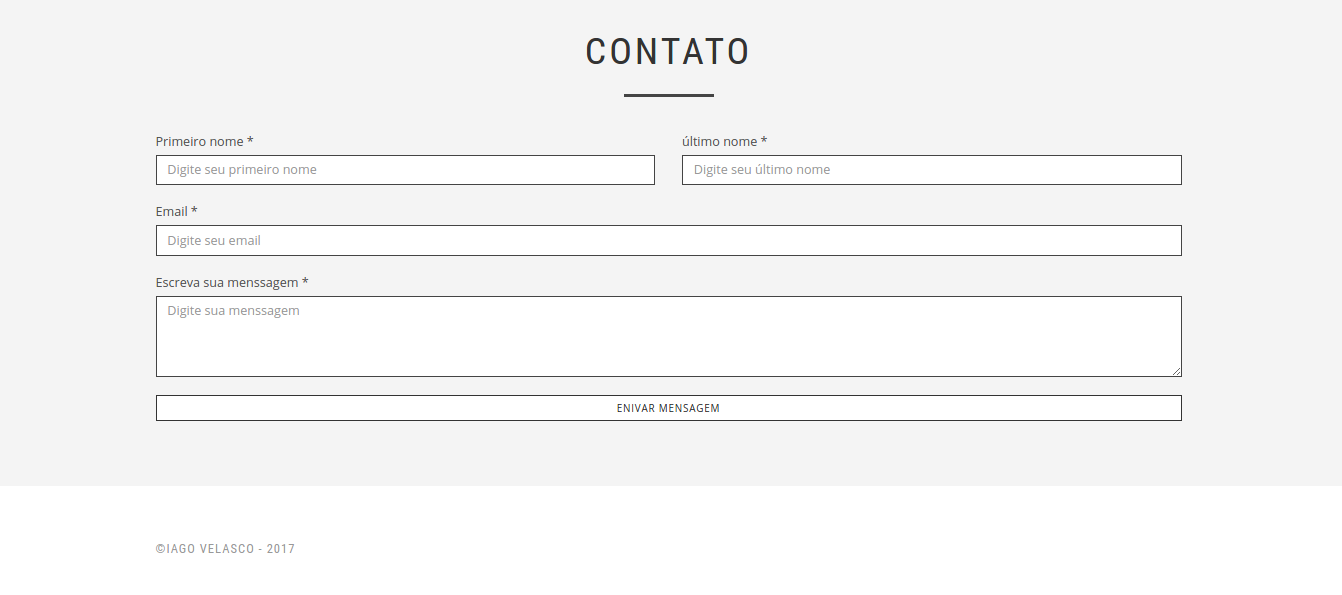 CONTATO
Primeiro nome *
último nome *
Digite seu primeiro nome
Digite seu último nome
Email *
Digite seu email
Escreva sua menssagem *
Digite sua menssagem
ENIVAR MENSAGEM
©IAGO VELASCO - 2017